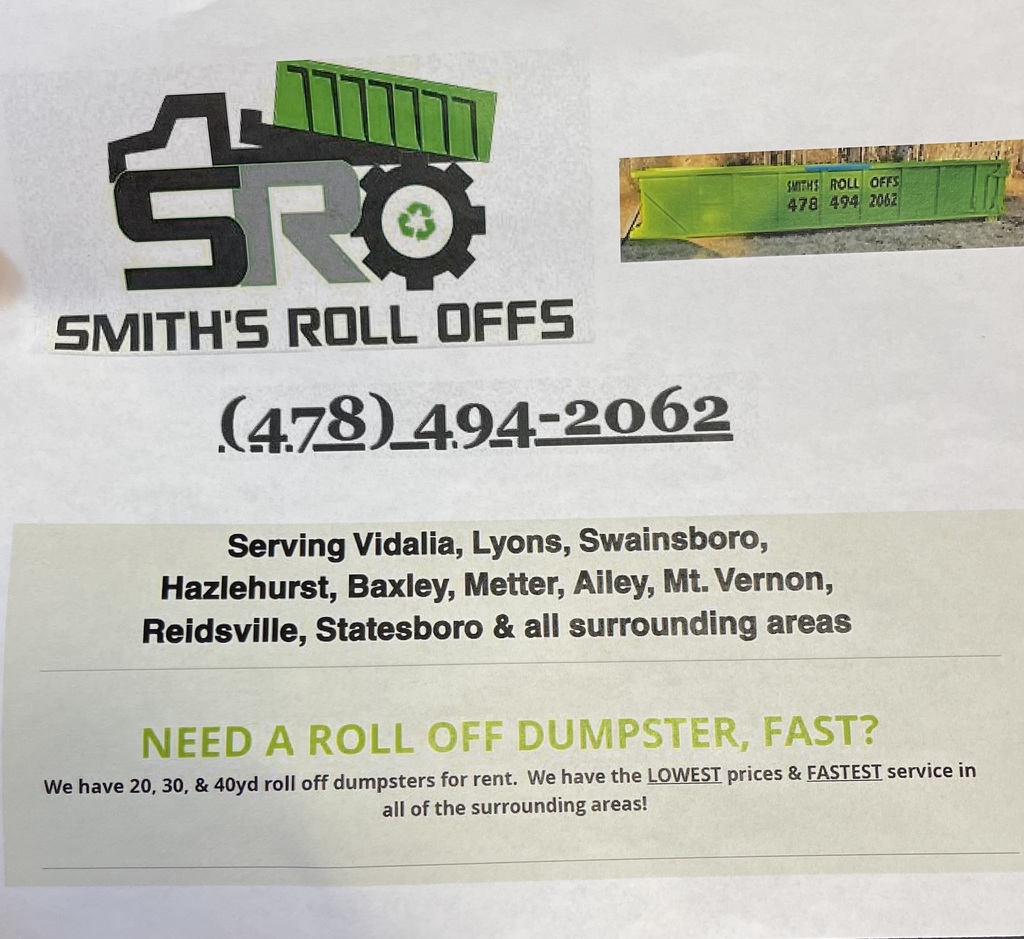 SRO
SMITH'S ROLL OFFS
SMITH'S ROLL OFFS
478 494 2062
(478) 494-2062
Serving Vidalia, Lyons, Swainsboro,
Hazlehurst, Baxley, Metter, Ailey, Mt. Vernon,
Reidsville, Statesboro & all surrounding areas
NEED A ROLL OFF DUMPSTER, FAST?
We have 20, 30, & 40yd roll off dumpsters for rent. We have the LOWEST prices & FASTEST service in
all of the surrounding areas!